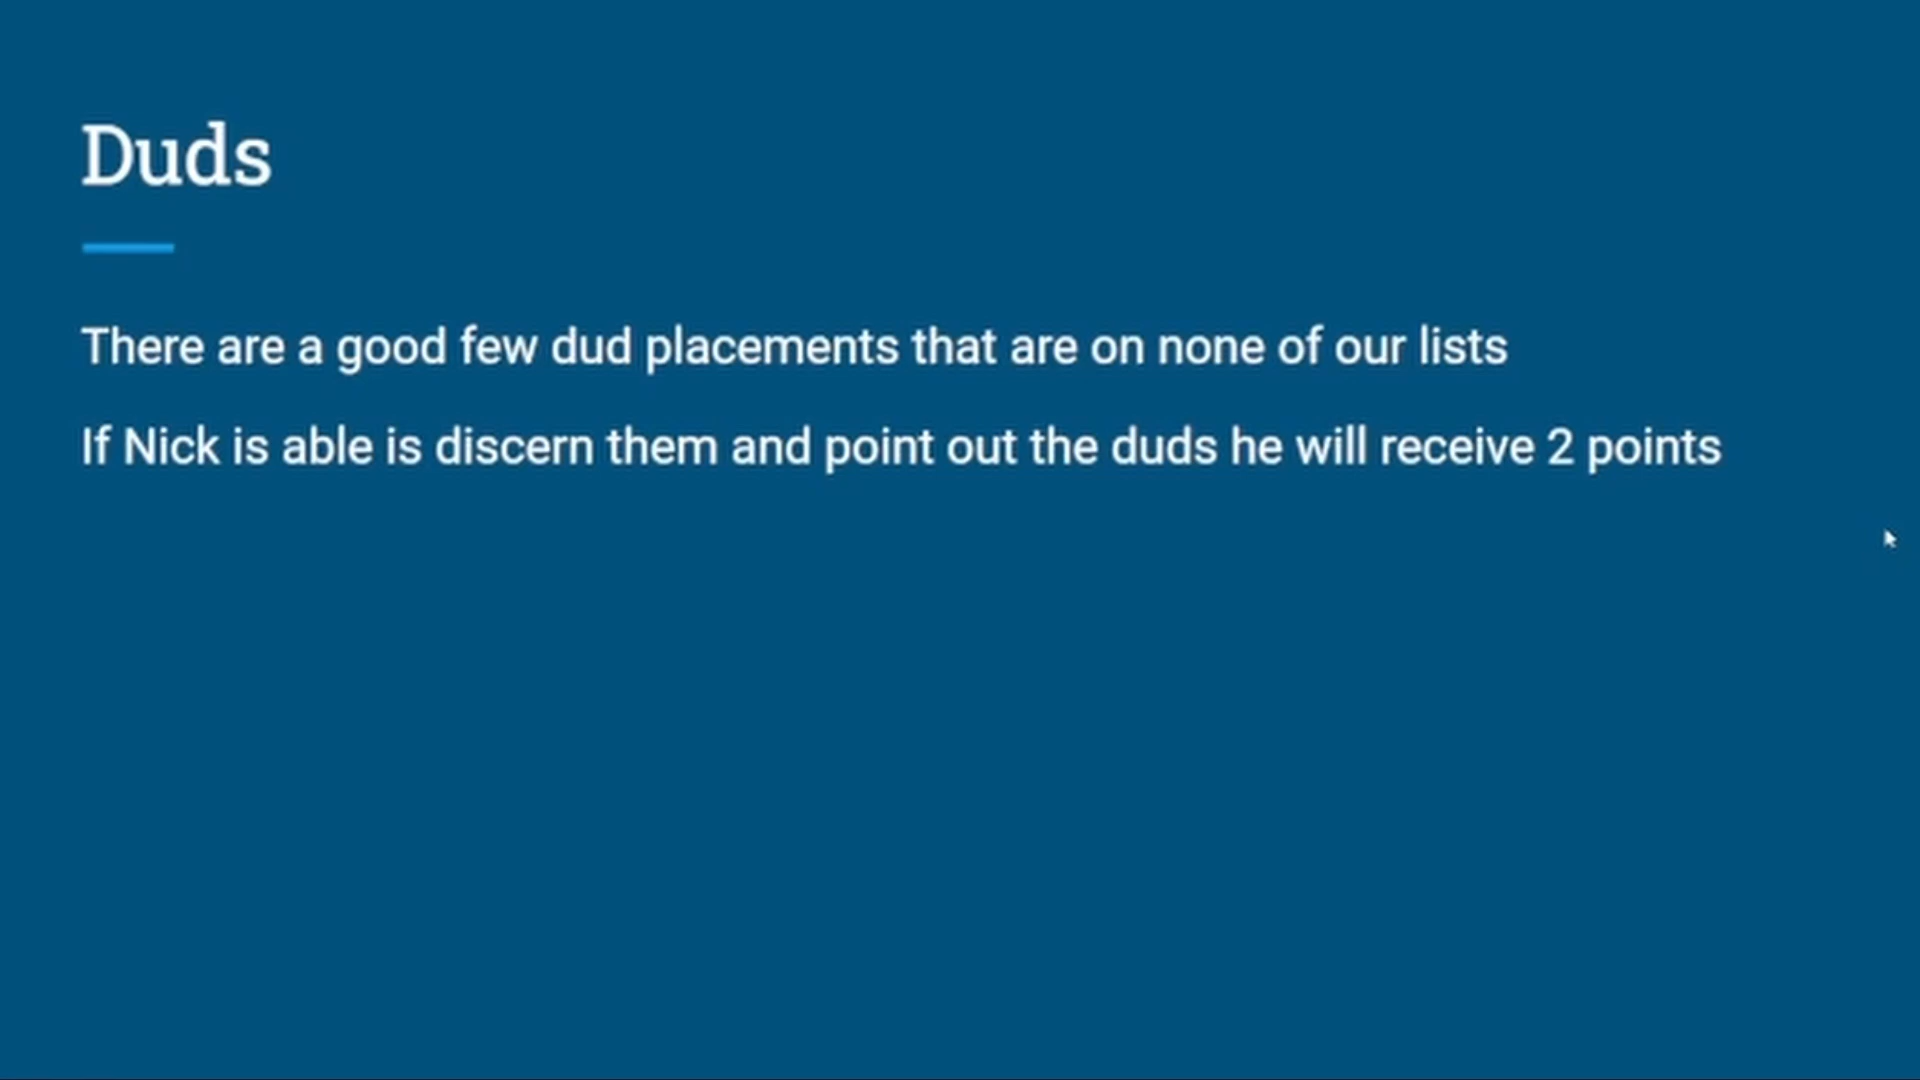 Duds
There are a good few dud placements that are on none of our lists
If Nick is able is discern them and point out the duds he will receive 2 points